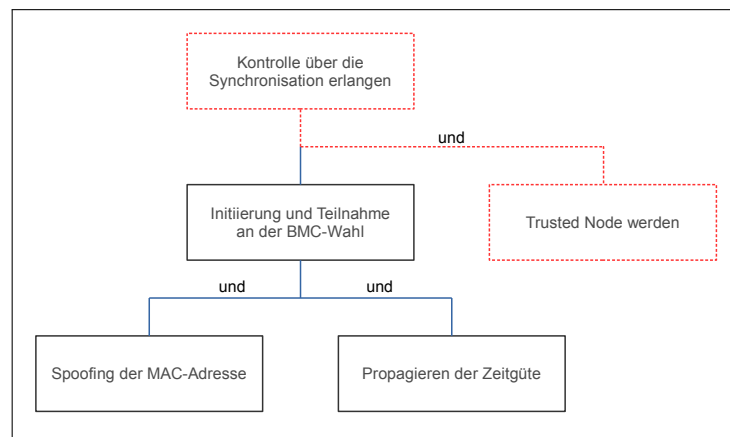 Kontrolle über die
Synchronisation erlangen
und
Initiierung und Teilnahme
an der BMC-Wahl
Trusted Node werden
und
und
Spoofing der MAC-Adresse
Propagieren der Zeitgüte